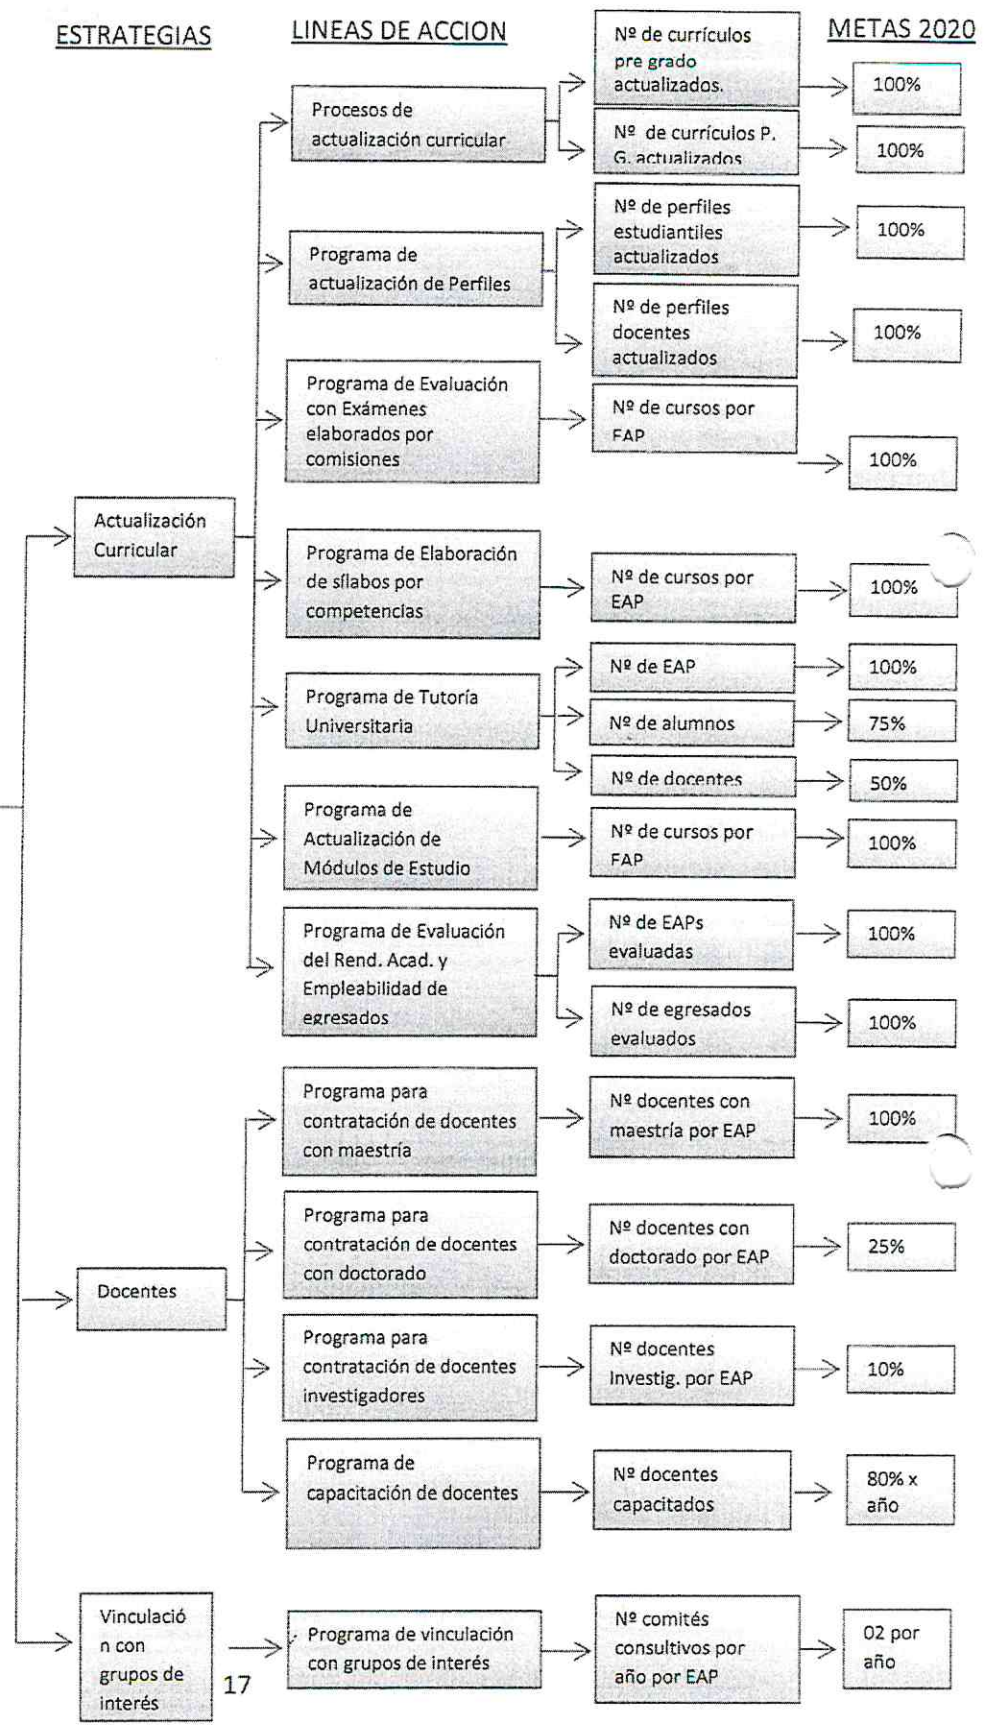 ESTRATEGIAS
LINEAS DE ACCION
METAS 2020
Procesos de
actualización curricular
Nº de currículos
pre grado
actualizados.
100%
Nº de currículos P.
G. actualizados
100%
Programa de
actualización de Perfiles
Nº de perfiles
estudiantiles
actualizados
100%
Nº de perfiles
docentes
actualizados
100%
Programa de Evaluación
con Exámenes
elaborados por
comisiones
Nº de cursos por
EAP
100%
Actualización
Curricular
Programa de Elaboración
de sílabos por
competencias
Nº de cursos por
EAP
100%
Programa de Tutoría
Universitaria
Nº de EAP
100%
Nº de alumnos
75%
Nº de docentes
50%
Programa de
Actualización de
Módulos de Estudio
Nº de cursos por
EAP
100%
Programa de Evaluación
del Rend. Acad. y
Empleabilidad de
egresados
Nº de EAPs
evaluadas
100%
Nº de egresados
evaluados
100%
Docentes
Programa para
contratación de docentes
con maestría
Nº docentes con
maestría por EAP
100%
Programa para
contratación de docentes
con doctorado
Nº docentes con
doctorado por EAP
25%
Programa para
contratación de docentes
investigadores
Nº docentes
Investig. por EAP
10%
Programa de
capacitación de docentes
Nº docentes
capacitados
80% x
año
Vinculació
n con
grupos de
interés
Programa de vinculación
con grupos de interés
Nº comités
consultivos por
año por EAP
02 por
año
17